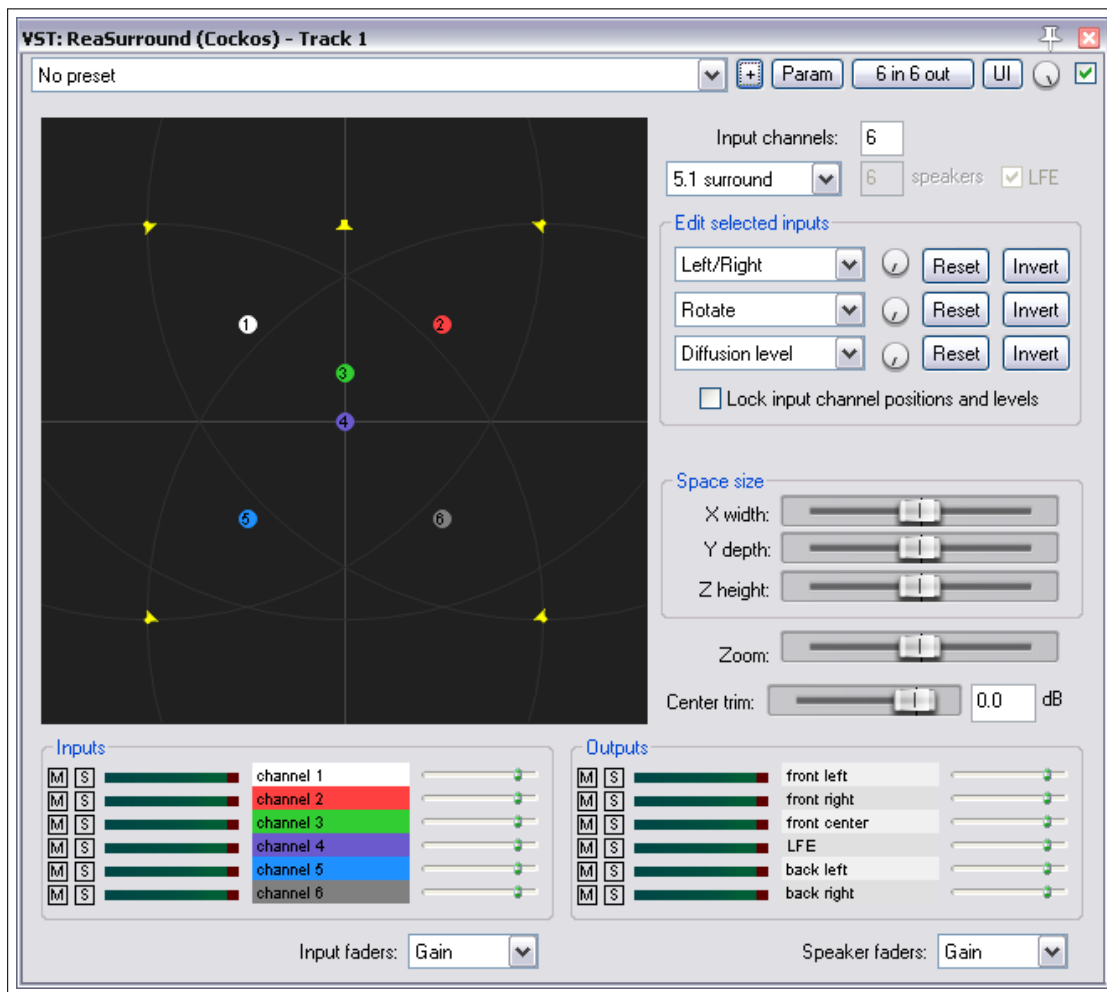 VST: ReaSurround (Cockos) - Track 1
No preset + Param 6 in 6 out UI
Input channels: 6
5.1 surround 6 speakers LFE
Edit selected inputs
Left/Right Reset Invert
Rotate Reset Invert
Diffusion level Reset Invert
Lock input channel positions and levels
1
2
3
4
5
6
Space size
X width:
Y depth:
Z height:
Zoom:
Center trim: 0.0 dB
Inputs
M S channel 1
M S channel 2
M S channel 3
M S channel 4
M S channel 5
M S channel 6
Input faders: Gain
Outputs
M S front left
M S front right
M S front center
M S LFE
M S back left
M S back right
Speaker faders: Gain